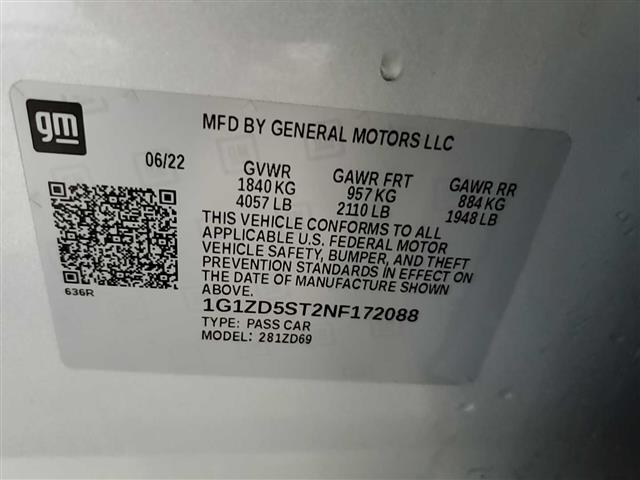 gm
MFD BY GENERAL MOTORS LLC
06/22
GVWR GAWR FRT GAWR RR
1840 KG 957 KG 884 KG
4057 LB 2110 LB 1948 LB
THIS VEHICLE CONFORMS TO ALL
APPLICABLE U.S. FEDERAL MOTOR
VEHICLE SAFETY, BUMPER, AND THEFT
PREVENTION STANDARDS IN EFFECT ON
THE DATE OF MANUFACTURE SHOWN
ABOVE.
636R
1G1ZD5ST2NF172088
TYPE: PASS CAR
MODEL: 281ZD69